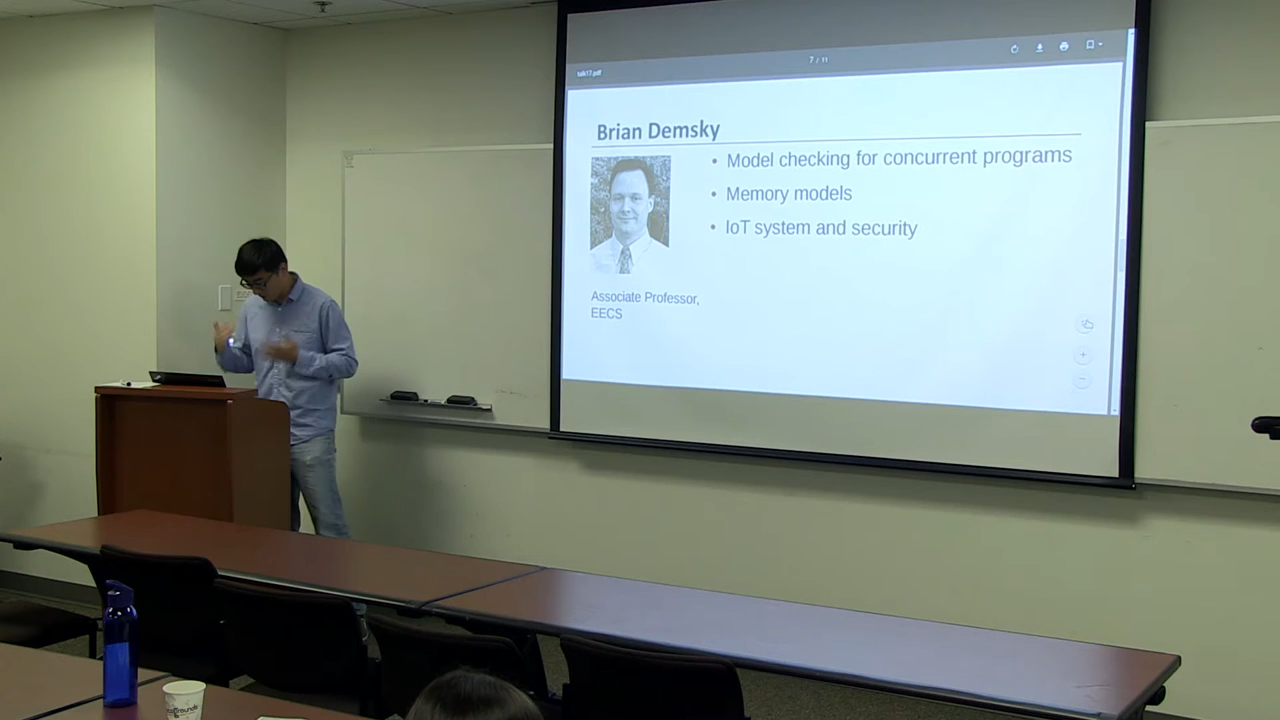 7 / 11
talk17.pdf
Brian Demsky
• Model checking for concurrent programs
• Memory models
• IoT system and security
Associate Professor,
EECS